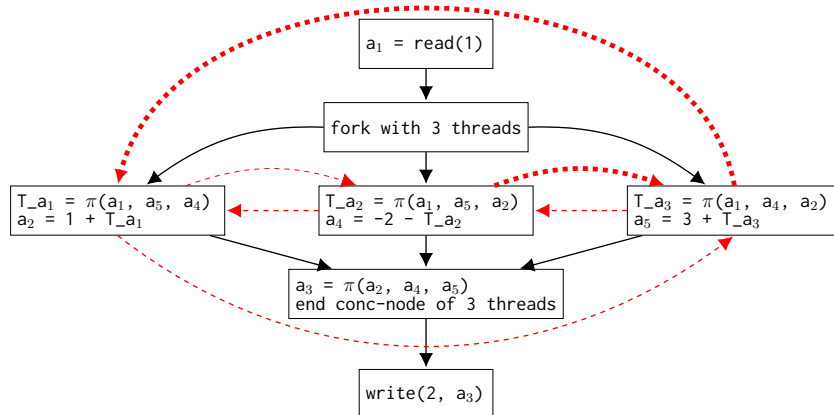 a₁ = read(1)
fork with 3 threads
T_a₁ = π(a₁, a₅, a₄)
a₂ = 1 + T_a₁
T_a₂ = π(a₁, a₅, a₂)
a₄ = -2 - T_a₂
T_a₃ = π(a₁, a₄, a₂)
a₅ = 3 + T_a₃
a₃ = π(a₂, a₄, a₅)
end conc-node of 3 threads
write(2, a₃)